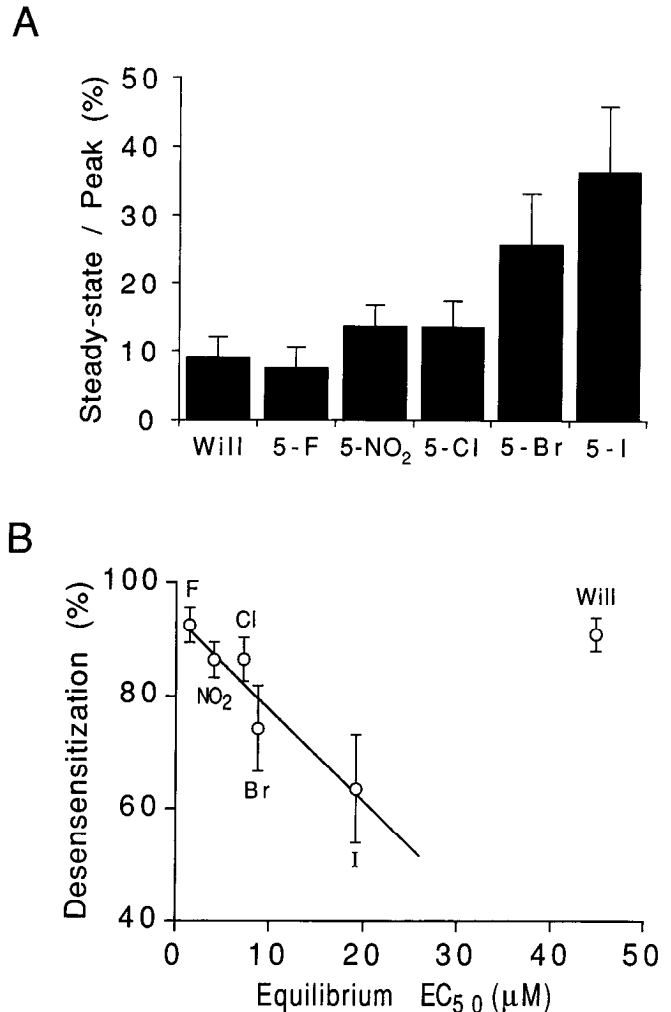 A
Steady-state / Peak (%)
50
40
30
20
10
0
Will 5-F 5-NO₂ 5-Cl 5-Br 5-I
B
Desensitization (%)
100
80
60
40
F
NO₂
Cl
Br
I
Will
0 10 20 30 40 50
Equilibrium EC₅₀ (μM)